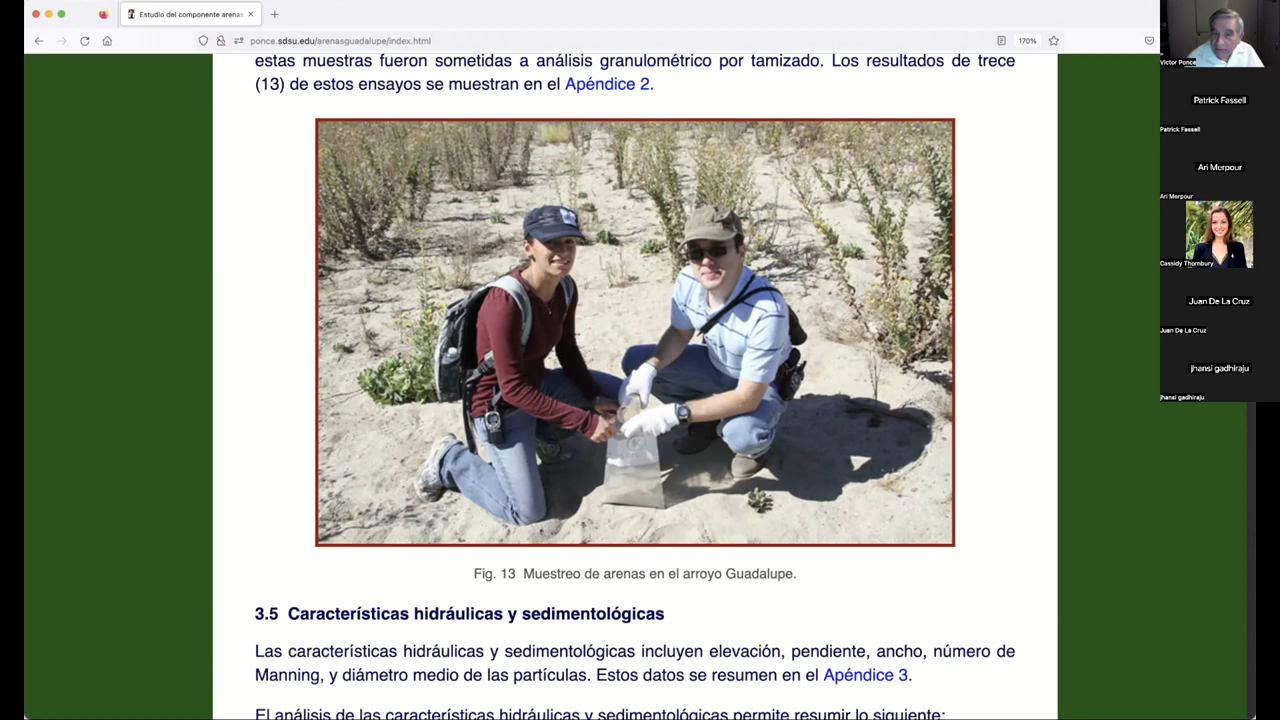 Estudio del componente arenas
ponce.sdsu.edu/arenasguadalupe/index.html
170%
estas muestras fueron sometidas a análisis granulométrico por tamizado. Los resultados de trece
(13) de estos ensayos se muestran en el Apéndice 2.
Fig. 13 Muestreo de arenas en el arroyo Guadalupe.
3.5 Características hidráulicas y sedimentológicas
Las características hidráulicas y sedimentológicas incluyen elevación, pendiente, ancho, número de
Manning, y diámetro medio de las partículas. Estos datos se resumen en el Apéndice 3.
El análisis de las características hidráulicas y sedimentológicas permite resumir lo siguiente:
Victor Ponce
Patrick Fassell
Patrick Fassell
Ari Merpour
Ari Merpour
Cassidy Thornbury
Juan De La Cruz
Juan De La Cruz
jhansi gadhiraju
jhansi gadhiraju